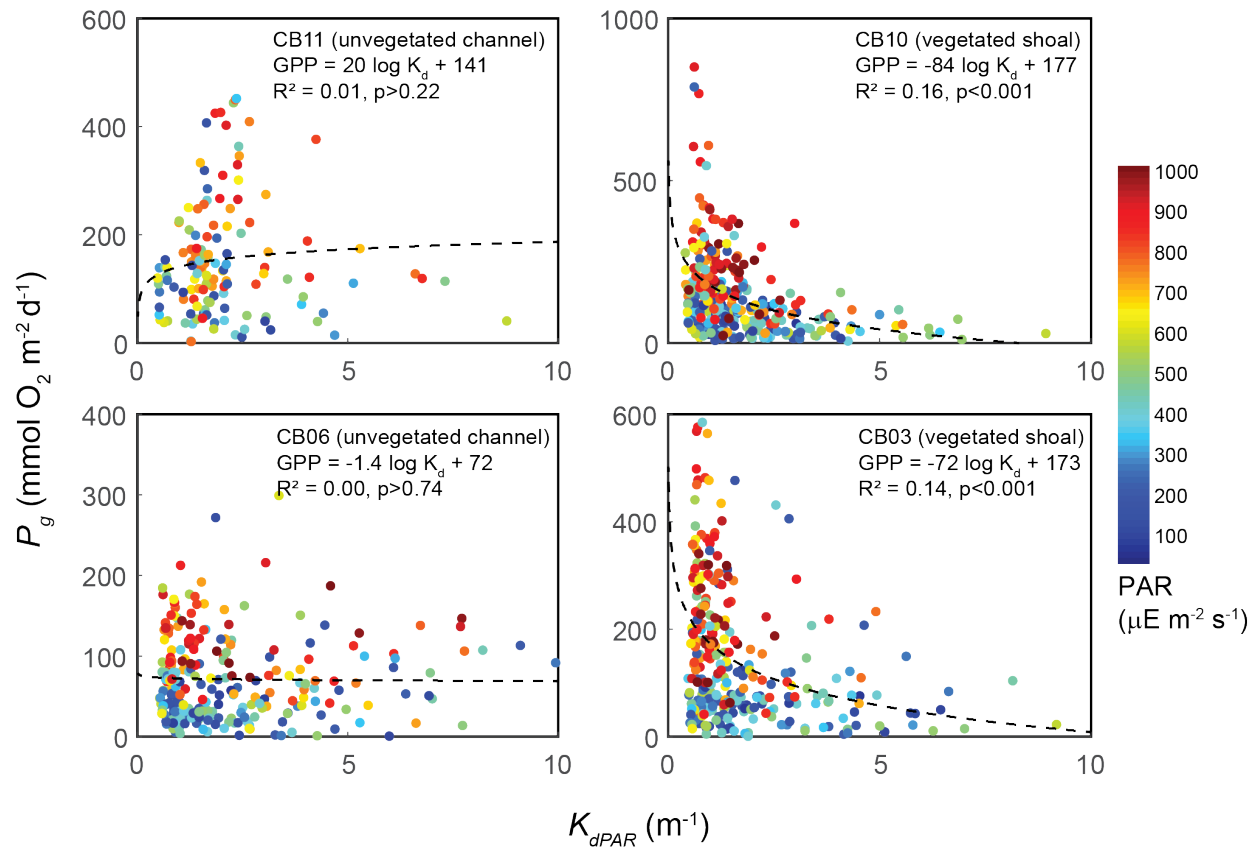 P_g (mmol O₂ m⁻² d⁻¹)
600
400
200
0
0
5
10
CB11 (unvegetated channel)
GPP = 20 log K_d + 141
R² = 0.01, p>0.22
1000
500
0
0
5
10
CB10 (vegetated shoal)
GPP = -84 log K_d + 177
R² = 0.16, p<0.001
400
300
200
100
0
0
5
10
CB06 (unvegetated channel)
GPP = -1.4 log K_d + 72
R² = 0.00, p>0.74
600
400
200
0
0
5
10
CB03 (vegetated shoal)
GPP = -72 log K_d + 173
R² = 0.14, p<0.001
K_dPAR (m⁻¹)
1000
900
800
700
600
500
400
300
200
100
PAR
(μE m⁻² s⁻¹)